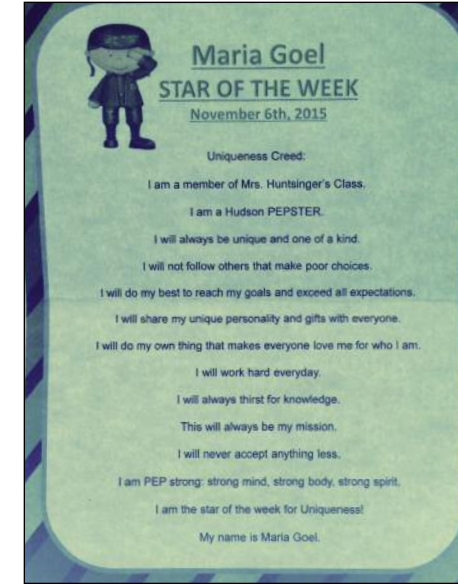 Maria Goel
STAR OF THE WEEK
November 6th, 2015
Uniqueness Creed:
I am a member of Mrs. Huntsinger's Class.
I am a Hudson PEPSTER.
I will always be unique and one of a kind.
I will not follow others that make poor choices.
I will do my best to reach my goals and exceed all expectations.
I will share my unique personality and gifts with everyone.
I will do my own thing that makes everyone love me for who I am.
I will work hard everyday.
I will always thirst for knowledge.
This will always be my mission.
I will never accept anything less.
I am PEP strong: strong mind, strong body, strong spirit.
I am the star of the week for Uniqueness!
My name is Maria Goel.